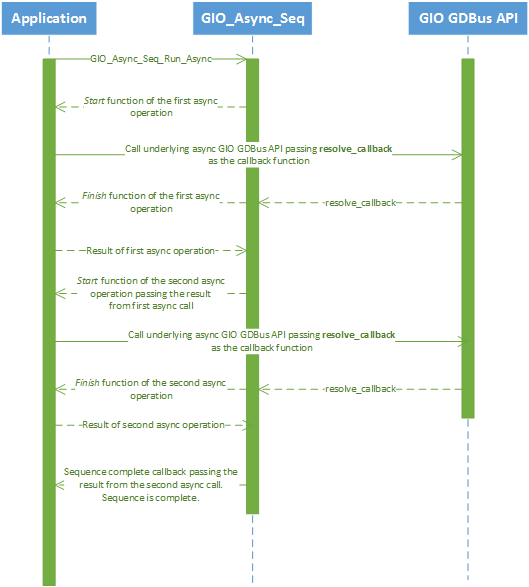 Application
GIO_Async_Seq
GIO GDBus API
GIO_Async_Seq_Run_Async
Start function of the first async
operation
Call underlying async GIO GDBus API passing resolve_callback
as the callback function
Finish function of the first async
operation
resolve_callback
Result of first async operation
Start function of the second async
operation passing the result
from first async call
Call underlying async GIO GDBus API passing resolve_callback
as the callback function
Finish function of the second async
operation
resolve_callback
Result of second async operation
Sequence complete callback passing the
result from the second async call.
Sequence is complete.